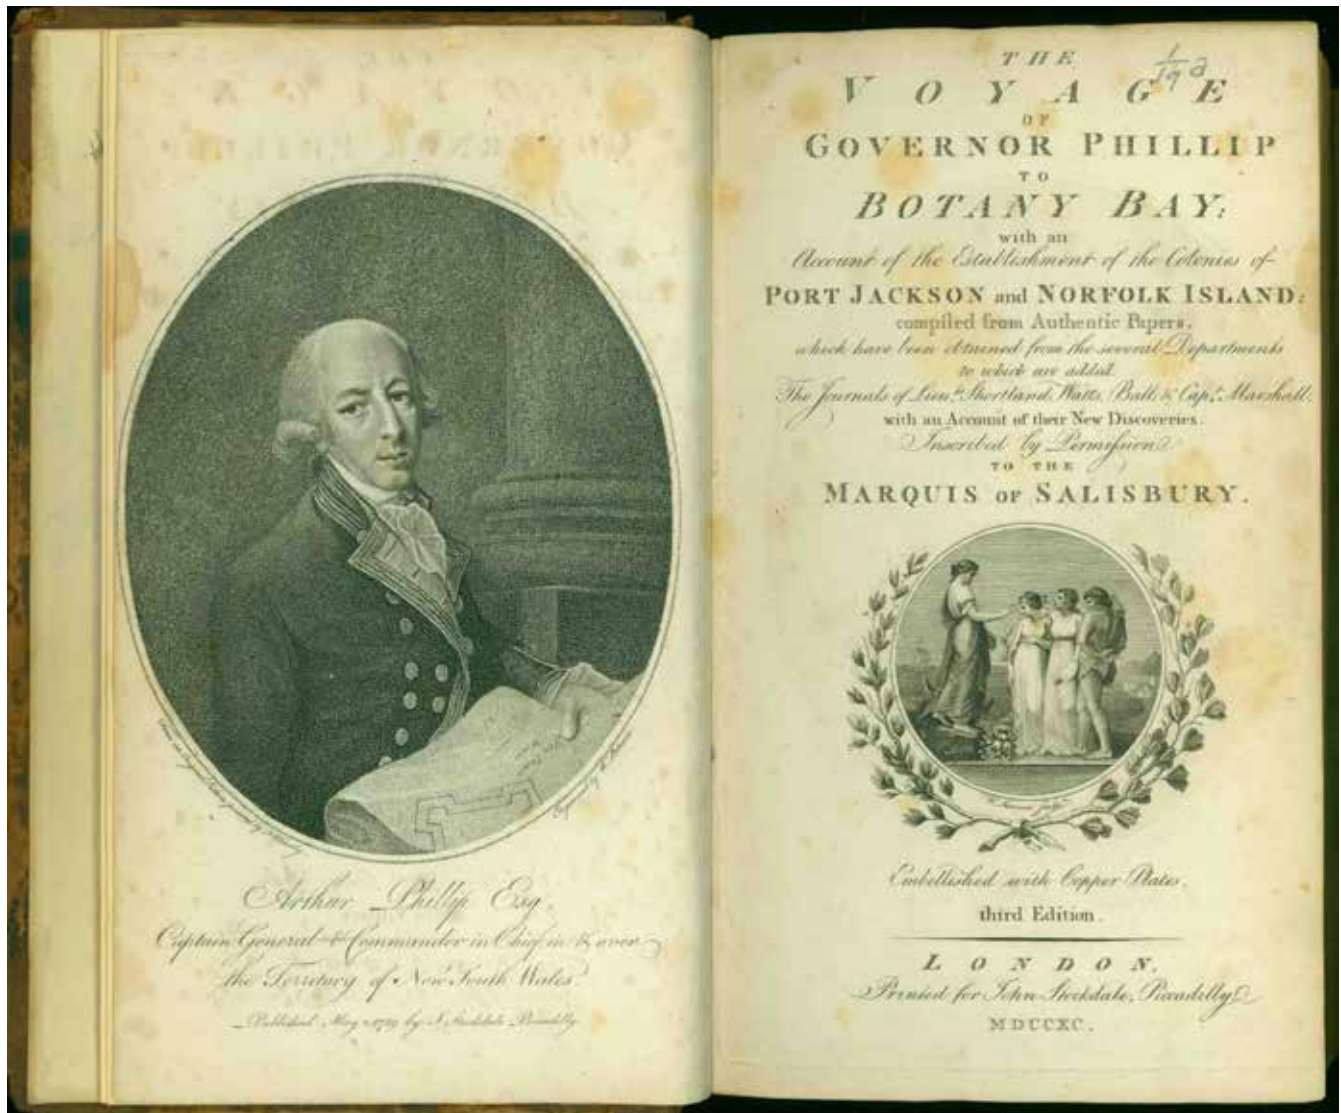 Arthur Phillip Esq.
Captain General & Commander in Chief in & over
the Territory of New South Wales
Published May 1789 by J. Stockdale Piccadilly
THE
VOYAGE
OF
GOVERNOR PHILLIP
TO
BOTANY BAY;
with an
Account of the Establishment of the Colonies of
PORT JACKSON and NORFOLK ISLAND;
compiled from Authentic Papers,
which have been obtained from the several Departments
to which are added.
The Journals of Lieuts. Shortland, Watts, Ball & Capt. Marshall,
with an Account of their New Discoveries.
Inscribed by Permission
TO THE
MARQUIS OF SALISBURY.
Embellished with Copper Plates.
third Edition.
LONDON.
Printed for John Stockdale, Piccadilly
MDCCXC.